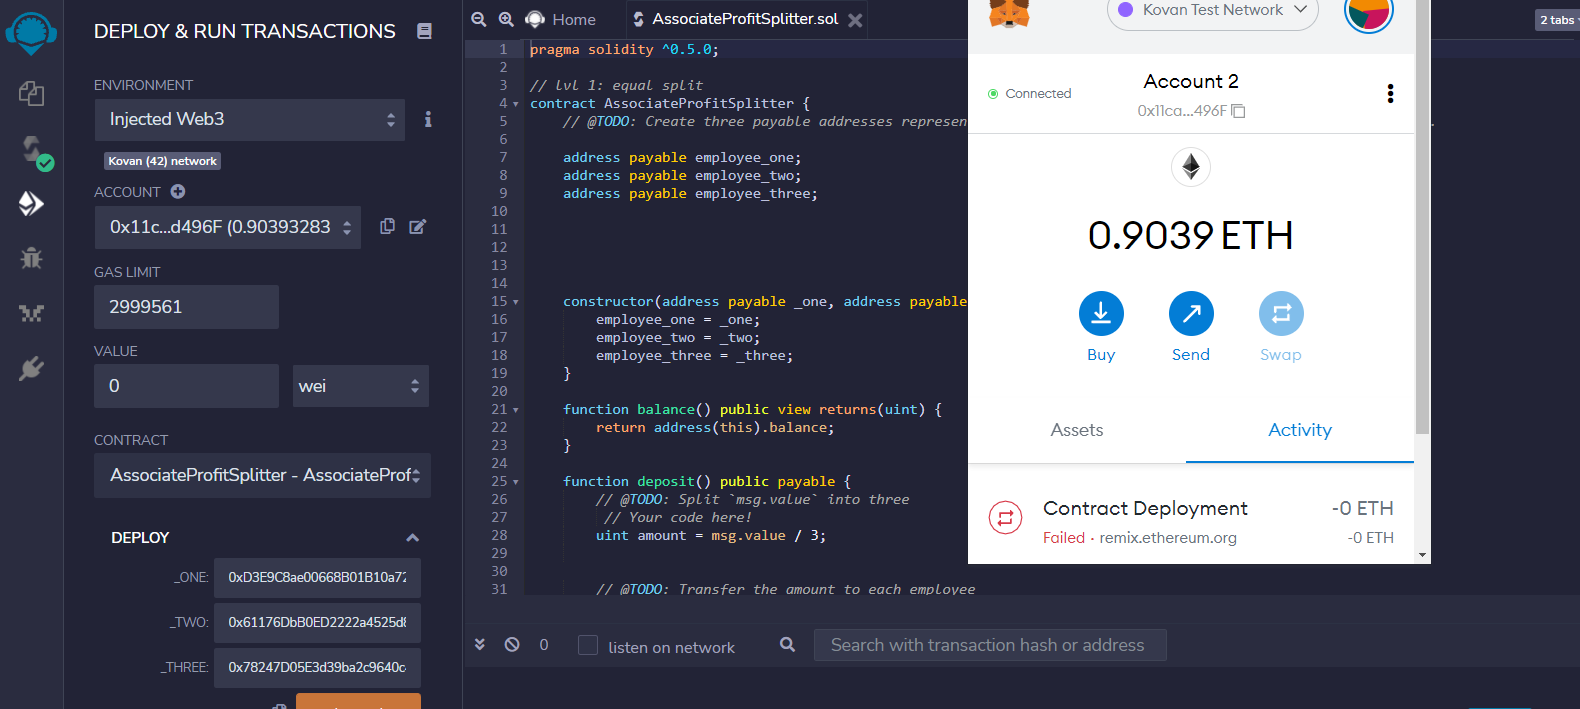 DEPLOY & RUN TRANSACTIONS
ENVIRONMENT
Injected Web3
Kovan (42) network
ACCOUNT
0x11c...d496F (0.90393283
GAS LIMIT
2999561
VALUE
0
wei
CONTRACT
AssociateProfitSplitter - AssociateProf
DEPLOY
_ONE:
0xD3E9C8ae00668B01B10a72
_TWO:
0x61176DbB0ED2222a4525d8
_THREE:
0x78247D05E3d39ba2c9640c
Home
AssociateProfitSplitter.sol
2 tabs
1 pragma solidity ^0.5.0;
2
3 // lvl 1: equal split
4 contract AssociateProfitSplitter {
5 // @TODO: Create three payable addresses represen
6
7 address payable employee_one;
8 address payable employee_two;
9 address payable employee_three;
10
11
12
13
14
15 constructor(address payable _one, address payable
16 employee_one = _one;
17 employee_two = _two;
18 employee_three = _three;
19 }
20
21 function balance() public view returns(uint) {
22 return address(this).balance;
23 }
24
25 function deposit() public payable {
26 // @TODO: Split `msg.value` into three
27 // Your code here!
28 uint amount = msg.value / 3;
29
30
31 // @TODO: Transfer the amount to each employee
0
listen on network
Search with transaction hash or address
Kovan Test Network
Connected
Account 2
0x11ca...496F
0.9039 ETH
Buy
Send
Swap
Assets
Activity
Contract Deployment
-0 ETH
Failed · remix.ethereum.org
-0 ETH